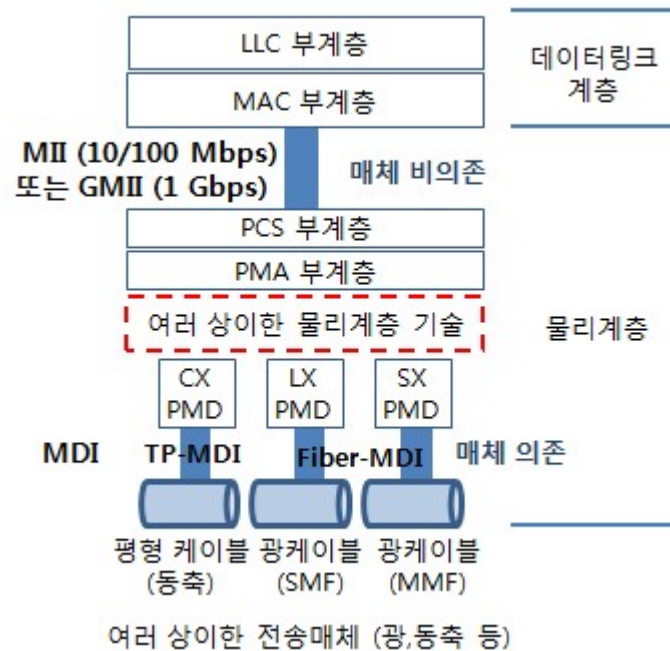 LLC 부계층
데이터링크
계층
MAC 부계층
MII (10/100 Mbps)
또는 GMII (1 Gbps)
매체 비의존
PCS 부계층
PMA 부계층
여러 상이한 물리계층 기술
물리계층
CX
PMD
LX
PMD
SX
PMD
MDI
TP-MDI
Fiber-MDI
매체 의존
평형 케이블
(동축)
광케이블
(SMF)
광케이블
(MMF)
여러 상이한 전송매체 (광,동축 등)